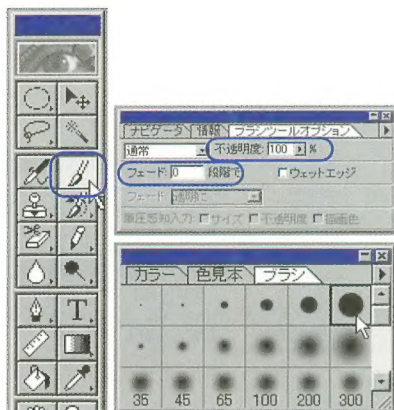 ナビゲータ 情報 ブラシツールオプション
通常 不透明度: 100 %
フェード: 0 段階で ウェットエッジ
フェード: 透明に
筆圧感知入力: サイズ 不透明度 描画色
カラー 色見本 ブラシ
35 45 65 100 200 300
T